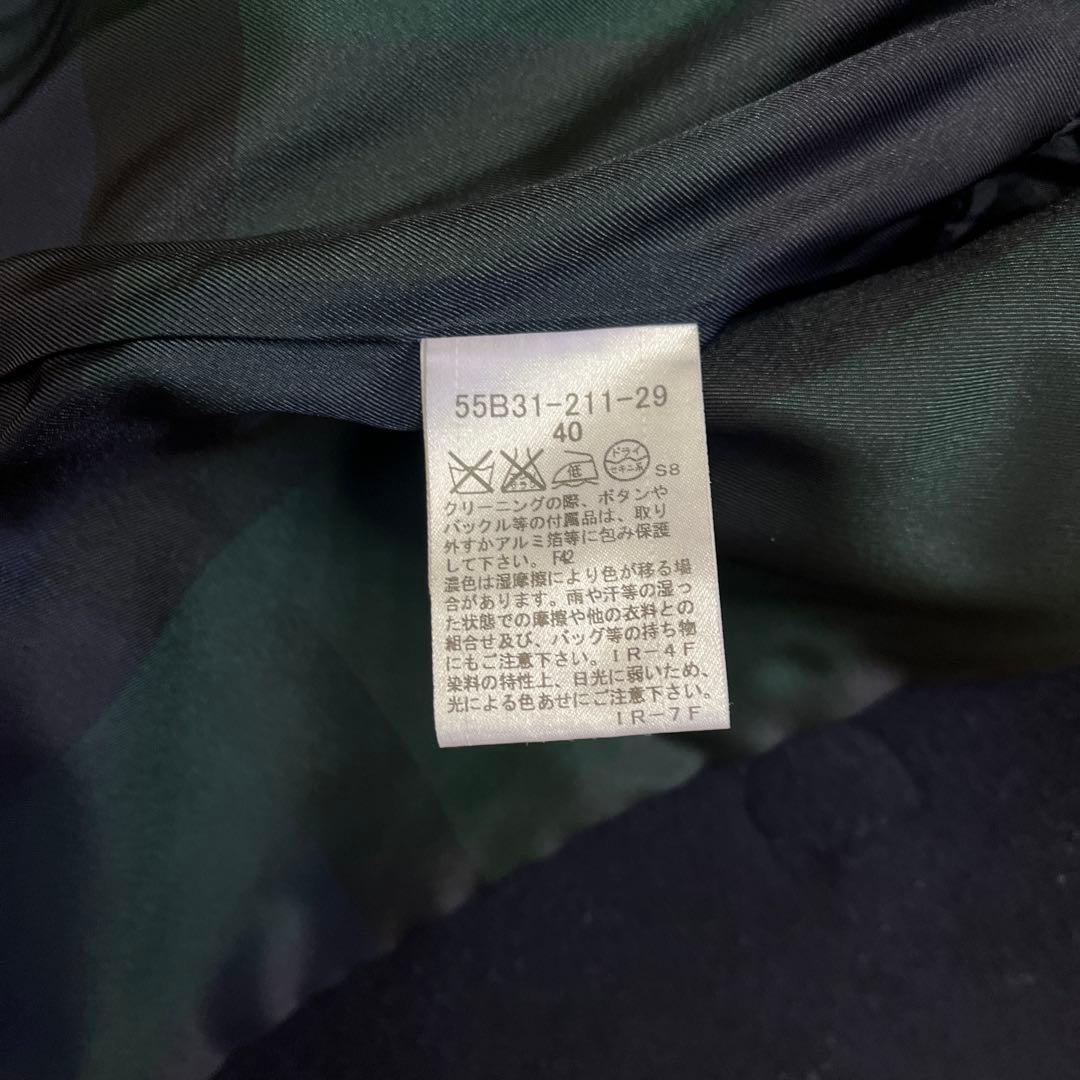 55B31-211-29
40
低
ドライ
セキユ系
S8
クリーニングの際、ボタンや
バックル等の付属品は、取り
外すかアルミ箔等に包み保護
して下さい。 F42
濃色は湿摩擦により色が移る場
合があります。雨や汗等の湿っ
た状態での摩擦や他の衣料との
組合せ及び、バッグ等の持ち物
にもご注意下さい。IR-4F
染料の特性上、日光に弱いため、
光による色あせにご注意下さい。
IR-7F